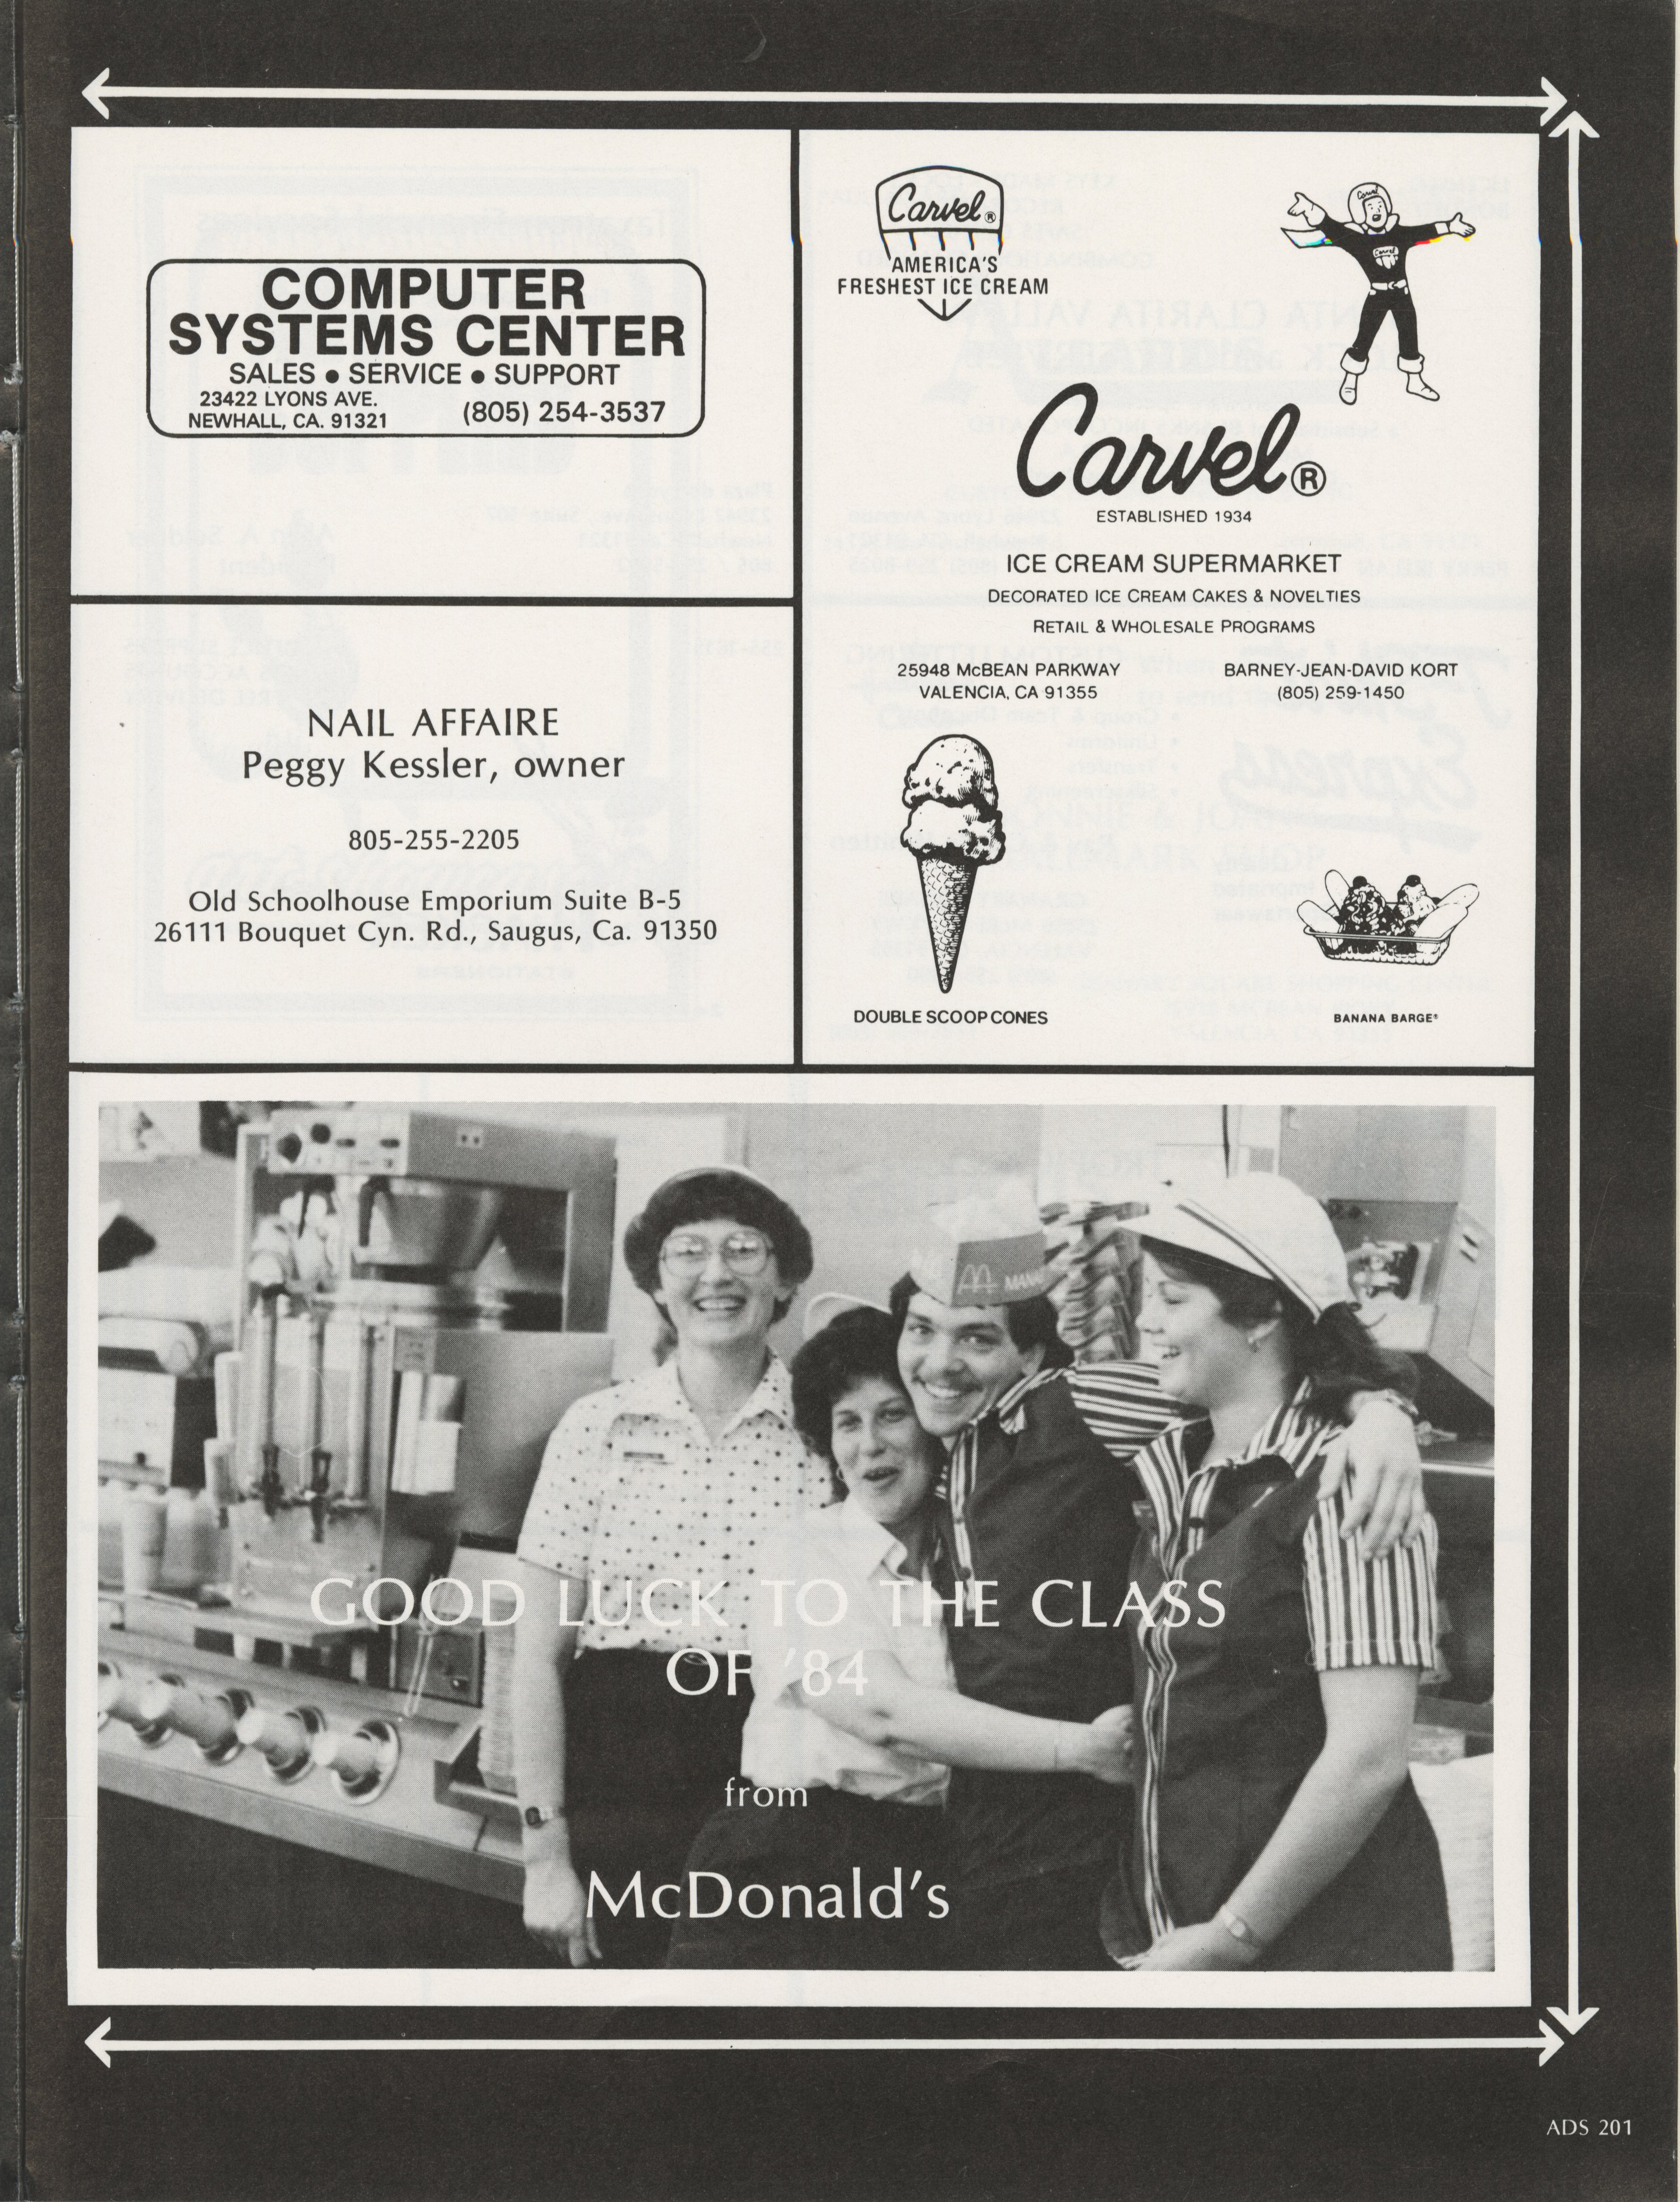 COMPUTER
SYSTEMS CENTER
SALES • SERVICE • SUPPORT
23422 LYONS AVE.
NEWHALL, CA. 91321
(805) 254-3537
NAIL AFFAIRE
Peggy Kessler, owner
805-255-2205
Old Schoolhouse Emporium Suite B-5
26111 Bouquet Cyn. Rd., Saugus, Ca. 91350
Carvel®
AMERICA'S
FRESHEST ICE CREAM
Carvel
Carvel
Carvel®
ESTABLISHED 1934
ICE CREAM SUPERMARKET
DECORATED ICE CREAM CAKES & NOVELTIES
RETAIL & WHOLESALE PROGRAMS
25948 McBEAN PARKWAY
VALENCIA, CA 91355
BARNEY-JEAN-DAVID KORT
(805) 259-1450
DOUBLE SCOOP CONES
BANANA BARGE®
GOOD LUCK TO THE CLASS
OF '84
from
McDonald's
ADS 201